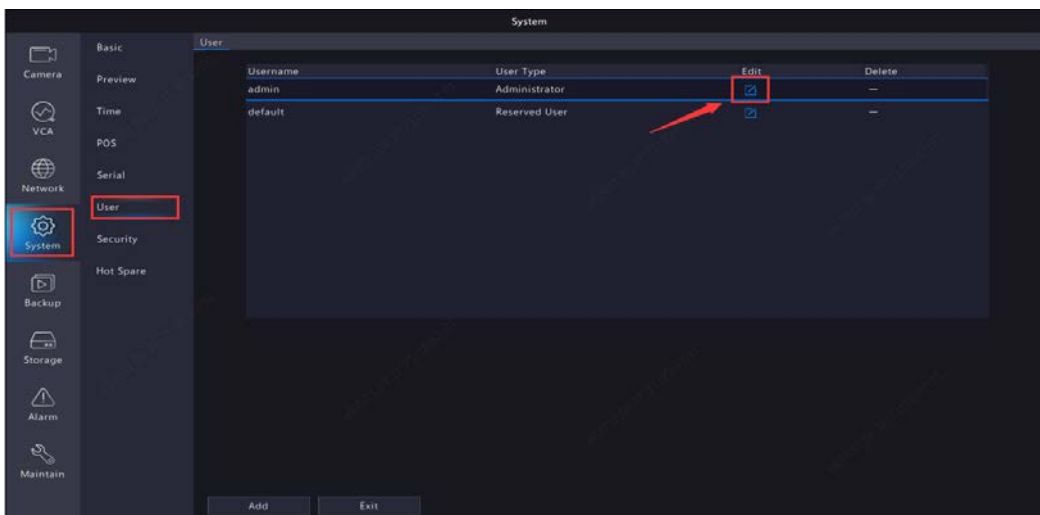 System
Camera
VCA
Network
System
Backup
Storage
Alarm
Maintain
Basic
Preview
Time
POS
Serial
User
Security
Hot Spare
User
Username User Type Edit Delete
admin Administrator
default Reserved User
Add Exit